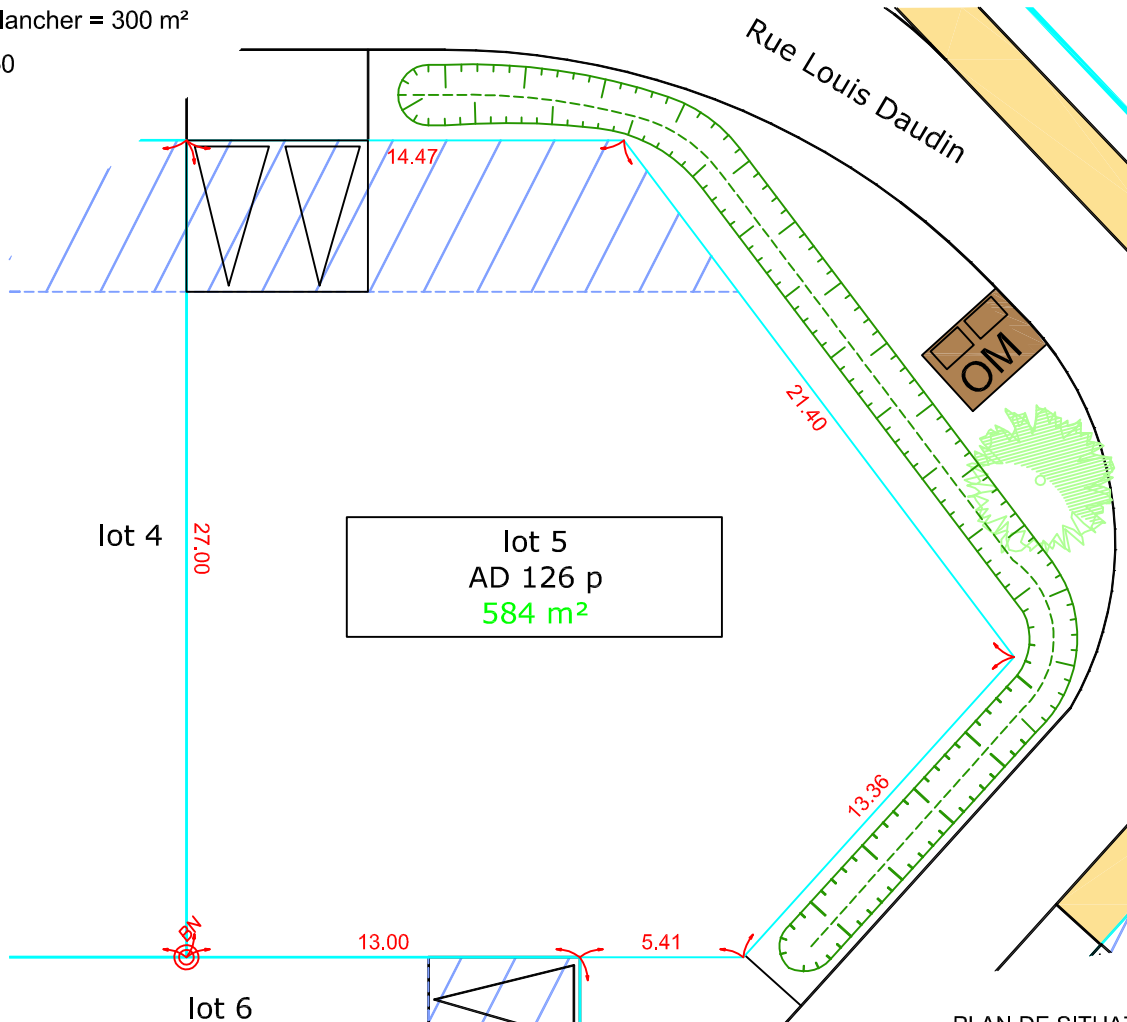 lancher = 300 m²
Rue Louis Daudin
14.47
OM
21.40
lot 4
27.00
lot 5
AD 126 p
584 m²
13.36
BN
13.00
5.41
lot 6